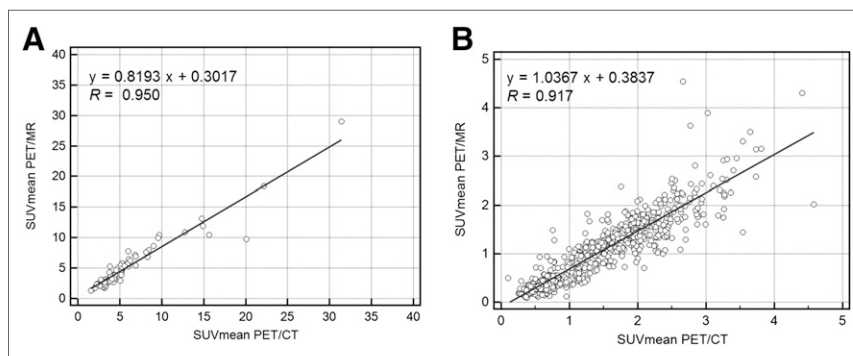 A
40
35
30
25
20
15
10
5
0
y = 0.8193 x + 0.3017
R = 0.950
SUVmean PET/MR
0 5 10 15 20 25 30 35 40
SUVmean PET/CT
B
5
4
3
2
1
0
y = 1.0367 x + 0.3837
R = 0.917
SUVmean PET/MR
0 1 2 3 4 5
SUVmean PET/CT